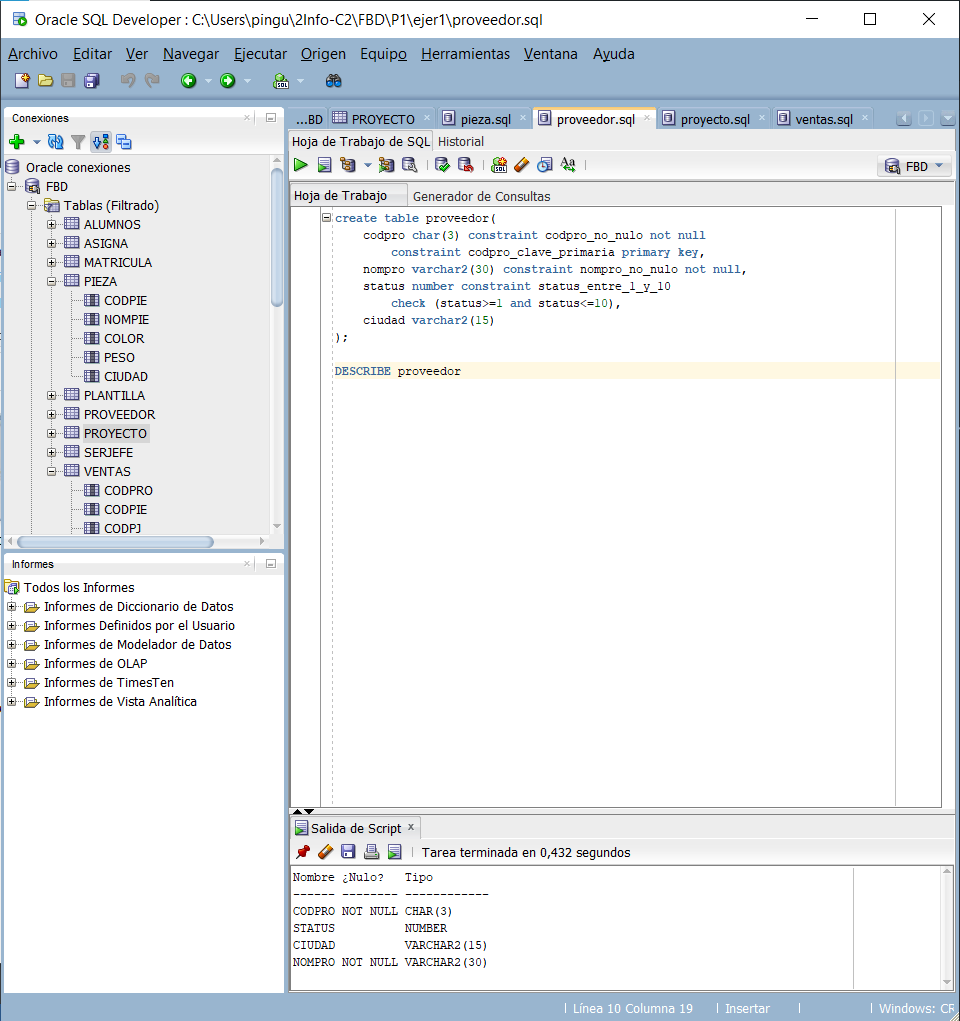 Oracle SQL Developer : C:\Users\pingu\2Info-C2\FBD\P1\ejer1\proveedor.sql
Archivo Editar Ver Navegar Ejecutar Origen Equipo Herramientas Ventana Ayuda
Conexiones
Oracle conexiones
FBD
Tablas (Filtrado)
ALUMNOS
ASIGNA
MATRICULA
PIEZA
CODPIE
NOMPIE
COLOR
PESO
CIUDAD
PLANTILLA
PROVEEDOR
PROYECTO
SERJEFE
VENTAS
CODPRO
CODPIE
CODPJ
Informes
Todos los Informes
Informes de Diccionario de Datos
Informes Definidos por el Usuario
Informes de Modelador de Datos
Informes de OLAP
Informes de TimesTen
Informes de Vista Analítica
...BD PROYECTO pieza.sql proveedor.sql proyecto.sql ventas.sql
Hoja de Trabajo de SQL Historial
FBD
Hoja de Trabajo Generador de Consultas
create table proveedor(
codpro char(3) constraint codpro_no_nulo not null
constraint codpro_clave_primaria primary key,
nompro varchar2(30) constraint nompro_no_nulo not null,
status number constraint status_entre_1_y_10
check (status>=1 and status<=10),
ciudad varchar2(15)
);
DESCRIBE proveedor
Salida de Script
Tarea terminada en 0,432 segundos
Nombre ¿Nulo? Tipo
------ -------- ------------
CODPRO NOT NULL CHAR(3)
STATUS NUMBER
CIUDAD VARCHAR2(15)
NOMPRO NOT NULL VARCHAR2(30)
Línea 10 Columna 19 Insertar Windows: CR